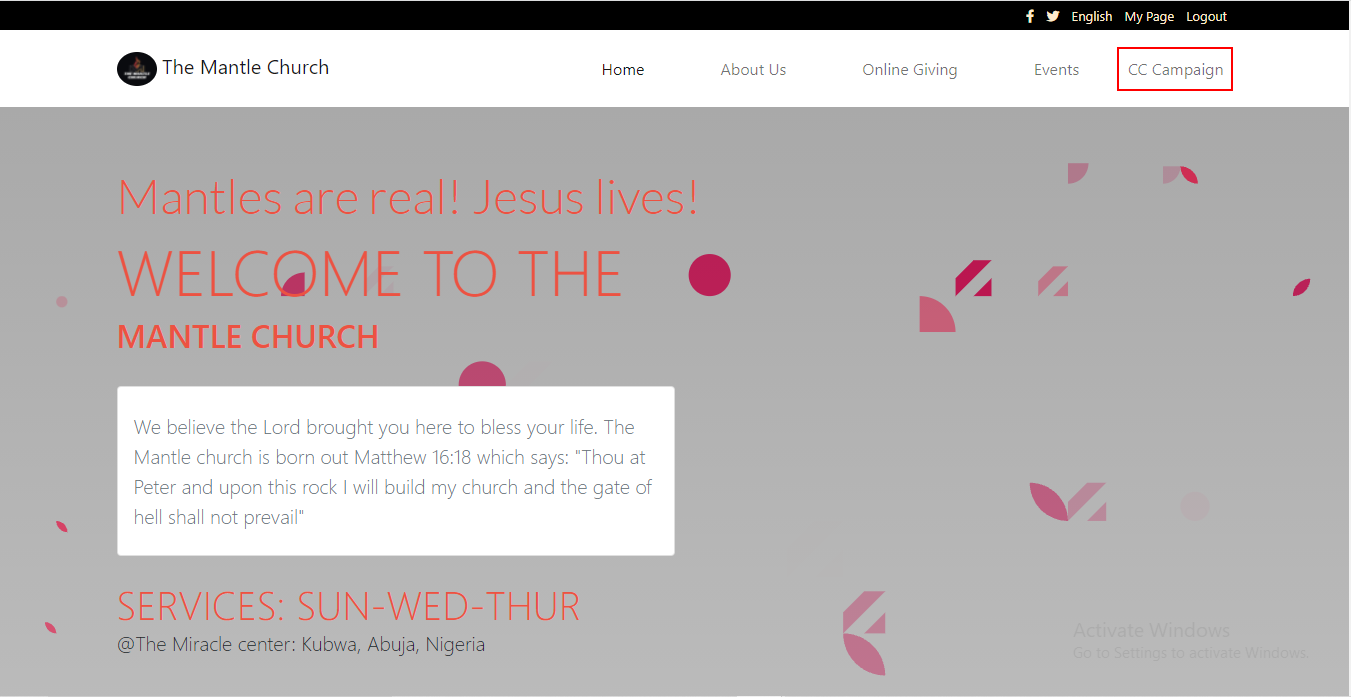 English My Page Logout
The Mantle Church Home About Us Online Giving Events CC Campaign
Mantles are real! Jesus lives!
WELCOME TO THE
MANTLE CHURCH
We believe the Lord brought you here to bless your life. The
Mantle church is born out Matthew 16:18 which says: "Thou at
Peter and upon this rock I will build my church and the gate of
hell shall not prevail"
SERVICES: SUN-WED-THUR
@The Miracle center: Kubwa, Abuja, Nigeria
Activate Windows
Go to Settings to activate Windows.